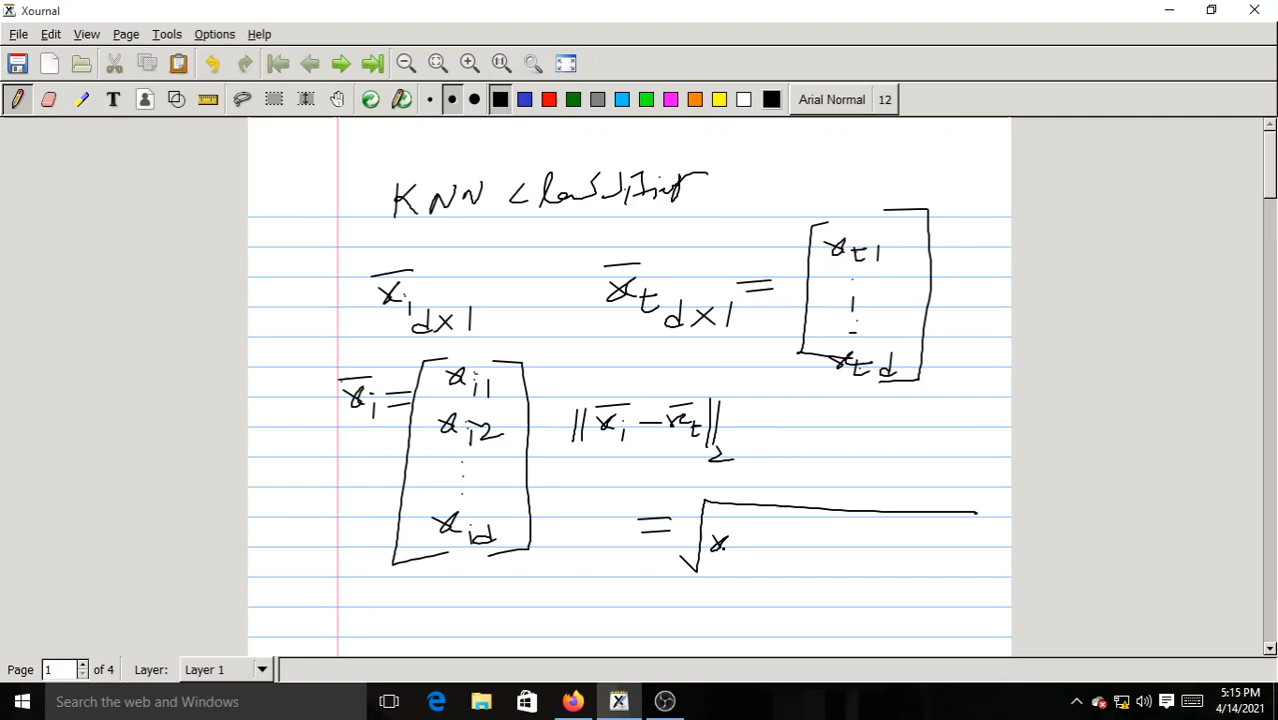 Xournal
File Edit View Page Tools Options Help
Arial Normal 12
KNN Classifier
x̄ᵢ d×1
x̄ₜ d×1 = [xₜ₁ ⋮ xₜd]
x̄ᵢ = [xᵢ₁ xᵢ₂ ⋮ xᵢd]
‖x̄ᵢ − x̄ₜ‖₂
= √x
Page 1 of 4 Layer: Layer 1
Search the web and Windows
5:15 PM
4/14/2021